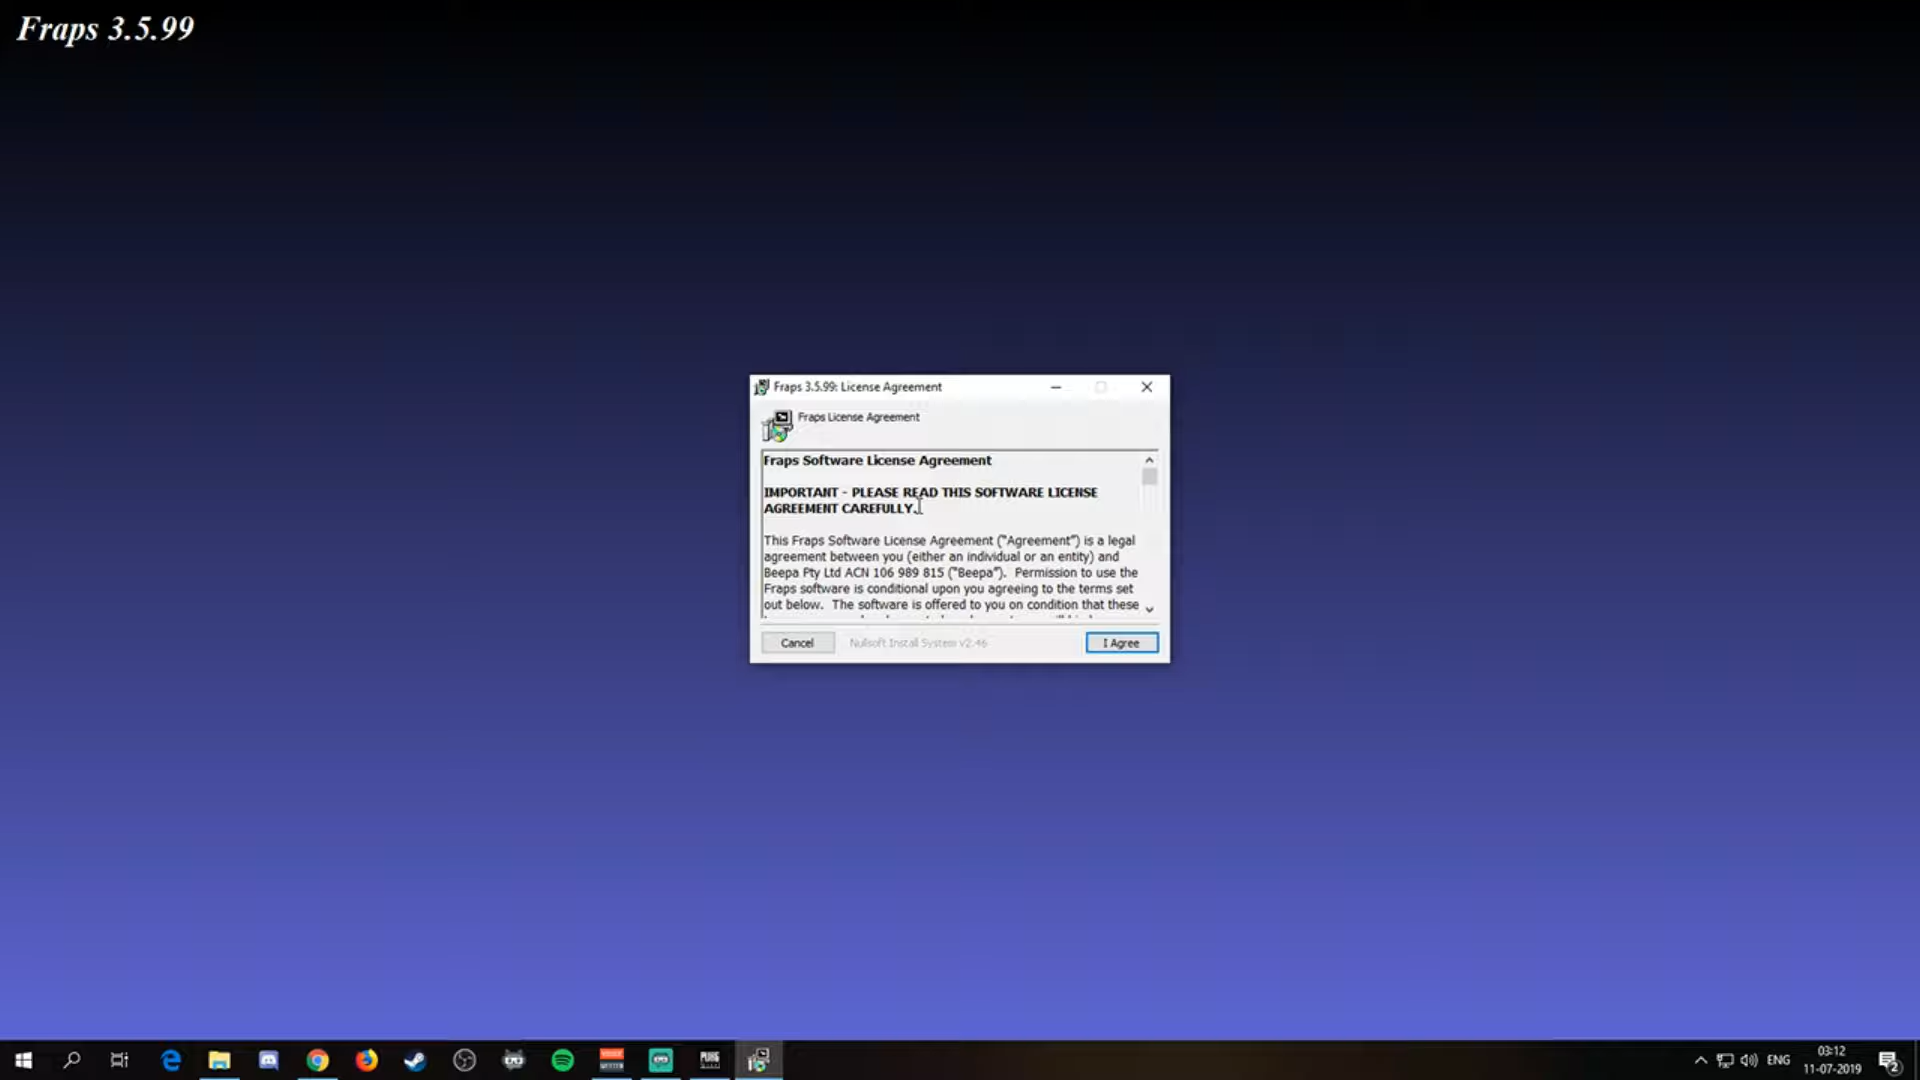 Fraps 3.5.99
Fraps 3.5.99: License Agreement
Fraps License Agreement
Fraps Software License Agreement
IMPORTANT - PLEASE READ THIS SOFTWARE LICENSE
AGREEMENT CAREFULLY.
This Fraps Software License Agreement ("Agreement") is a legal
agreement between you (either an individual or an entity) and
Beepa Pty Ltd ACN 106 989 815 ("Beepa").  Permission to use the
Fraps software is conditional upon you agreeing to the terms set
out below.  The software is offered to you on condition that these
Cancel
Nullsoft Install System v2.46
I Agree
PUBG
ENG
03:12
11-07-2019
2